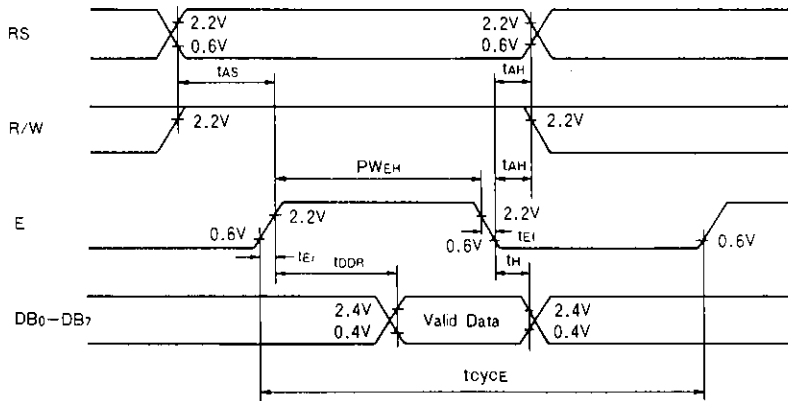 RS
2.2V
0.6V
2.2V
0.6V
tAS
tAH
R/W
2.2V
2.2V
PWEH
tAH
E
0.6V
2.2V
2.2V
0.6V
tEf
0.6V
tEr
tDDR
tH
DB0–DB7
2.4V
0.4V
Valid Data
2.4V
0.4V
tcycE